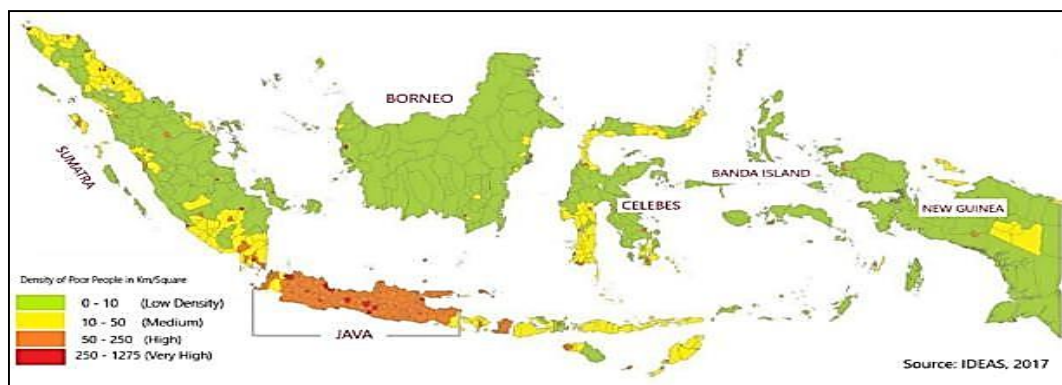 BORNEO
SUMATRA
BANDA ISLAND
CELEBES
NEW GUINEA
Density of Poor People in Km/Square
0 - 10 (Low Density)
10 - 50 (Medium)
50 - 250 (High)
250 - 1275 (Very High)
JAVA
Source: IDEAS, 2017